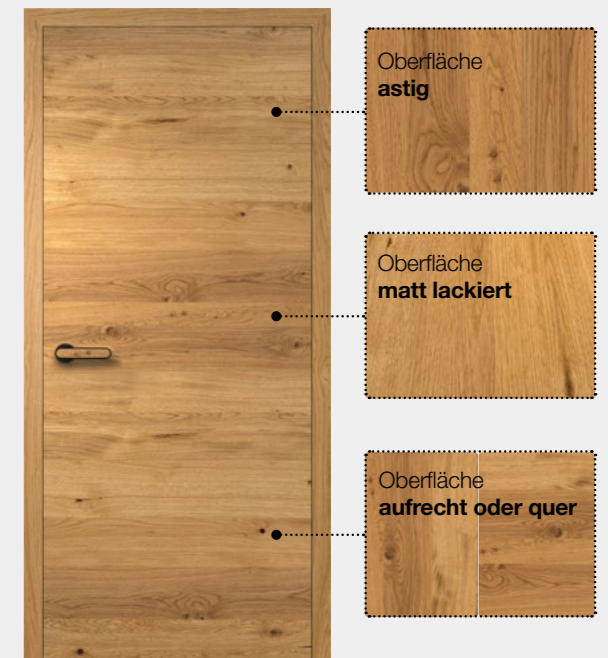 Oberfläche
astig
Oberfläche
matt lackiert
Oberfläche
aufrecht oder quer